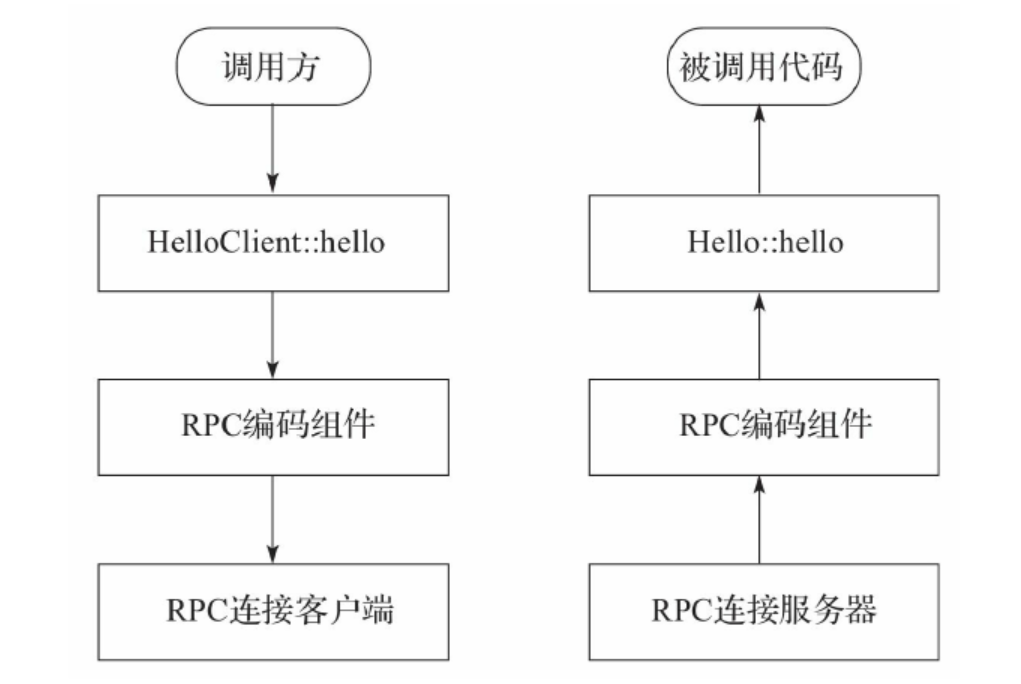 调用方
HelloClient::hello
RPC编码组件
RPC连接客户端
被调用代码
Hello::hello
RPC编码组件
RPC连接服务器